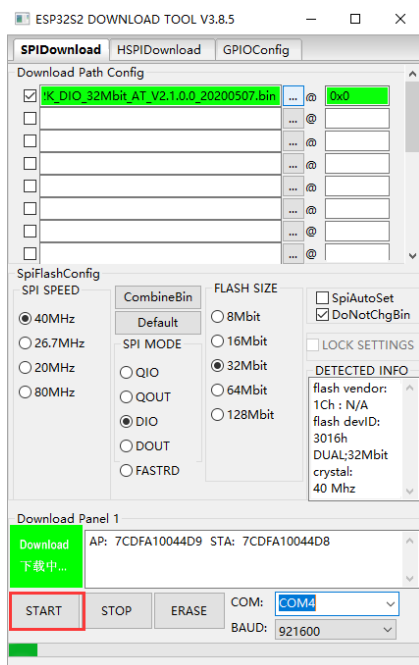 ESP32S2 DOWNLOAD TOOL V3.8.5
SPIDownload HSPIDownload GPIOConfig
Download Path Config
!K_DIO_32Mbit_AT_V2.1.0.0_20200507.bin ... @ 0x0
... @
... @
... @
... @
... @
... @
... @
SpiFlashConfig
SPI SPEED
40MHz
26.7MHz
20MHz
80MHz
CombineBin
Default
SPI MODE
QIO
QOUT
DIO
DOUT
FASTRD
FLASH SIZE
8Mbit
16Mbit
32Mbit
64Mbit
128Mbit
SpiAutoSet
DoNotChgBin
LOCK SETTINGS
DETECTED INFO
flash vendor:
1Ch : N/A
flash devID:
3016h
DUAL;32Mbit
crystal:
40 Mhz
Download Panel 1
Download
下载中...
AP: 7CDFA10044D9 STA: 7CDFA10044D8
START STOP ERASE
COM: COM4
BAUD: 921600